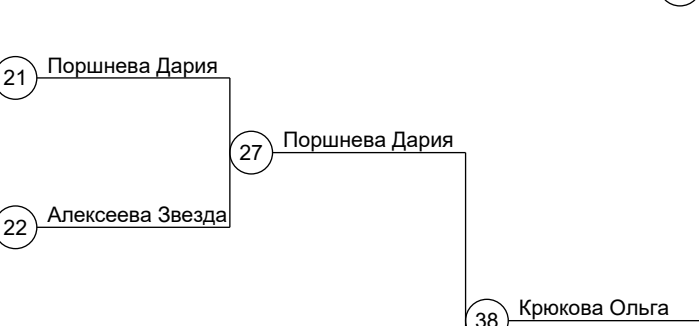 21 Поршнева Дария
27 Поршнева Дария
22 Алексеева Звезда
38 Крюкова Ольга